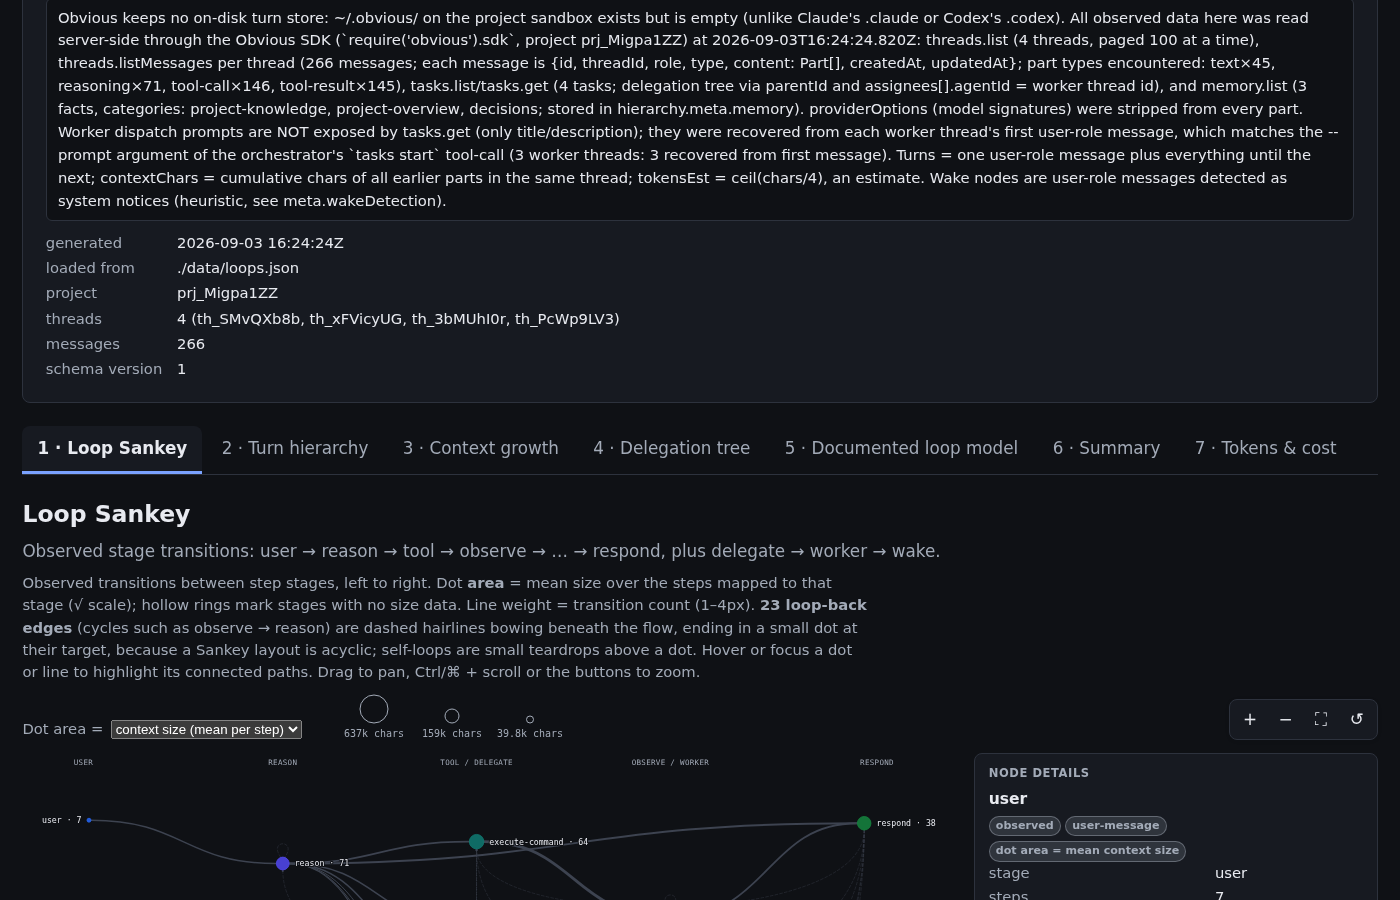 Obvious keeps no on-disk turn store: ~/.obvious/ on the project sandbox exists but is empty (unlike Claude's .claude or Codex's .codex). All observed data here was read
server-side through the Obvious SDK (`require('obvious').sdk`, project prj_Migpa1ZZ) at 2026-09-03T16:24:24.820Z: threads.list (4 threads, paged 100 at a time),
threads.listMessages per thread (266 messages; each message is {id, threadId, role, type, content: Part[], createdAt, updatedAt}; part types encountered: text×45,
reasoning×71, tool-call×146, tool-result×145), tasks.list/tasks.get (4 tasks; delegation tree via parentId and assignees[].agentId = worker thread id), and memory.list (3
facts, categories: project-knowledge, project-overview, decisions; stored in hierarchy.meta.memory). providerOptions (model signatures) were stripped from every part.
Worker dispatch prompts are NOT exposed by tasks.get (only title/description); they were recovered from each worker thread's first user-role message, which matches the --
prompt argument of the orchestrator's `tasks start` tool-call (3 worker threads: 3 recovered from first message). Turns = one user-role message plus everything until the
next; contextChars = cumulative chars of all earlier parts in the same thread; tokensEst = ceil(chars/4), an estimate. Wake nodes are user-role messages detected as
system notices (heuristic, see meta.wakeDetection).
generated 2026-09-03 16:24:24Z
loaded from ./data/loops.json
project prj_Migpa1ZZ
threads 4 (th_SMvQXb8b, th_xFVicyUG, th_3bMUhI0r, th_PcWp9LV3)
messages 266
schema version 1
1 · Loop Sankey 2 · Turn hierarchy 3 · Context growth 4 · Delegation tree 5 · Documented loop model 6 · Summary 7 · Tokens & cost
Loop Sankey
Observed stage transitions: user → reason → tool → observe → … → respond, plus delegate → worker → wake.
Observed transitions between step stages, left to right. Dot area = mean size over the steps mapped to that
stage (√ scale); hollow rings mark stages with no size data. Line weight = transition count (1–4px). 23 loop-back
edges (cycles such as observe → reason) are dashed hairlines bowing beneath the flow, ending in a small dot at
their target, because a Sankey layout is acyclic; self-loops are small teardrops above a dot. Hover or focus a dot
or line to highlight its connected paths. Drag to pan, Ctrl/⌘ + scroll or the buttons to zoom.
Dot area = context size (mean per step)
637k chars 159k chars 39.8k chars
+ − ⛶ ↺
USER REASON TOOL / DELEGATE OBSERVE / WORKER RESPOND
user · 7
reason · 71
execute-command · 64
respond · 38
NODE DETAILS
user
observed user-message
dot area = mean context size
stage user
steps 7